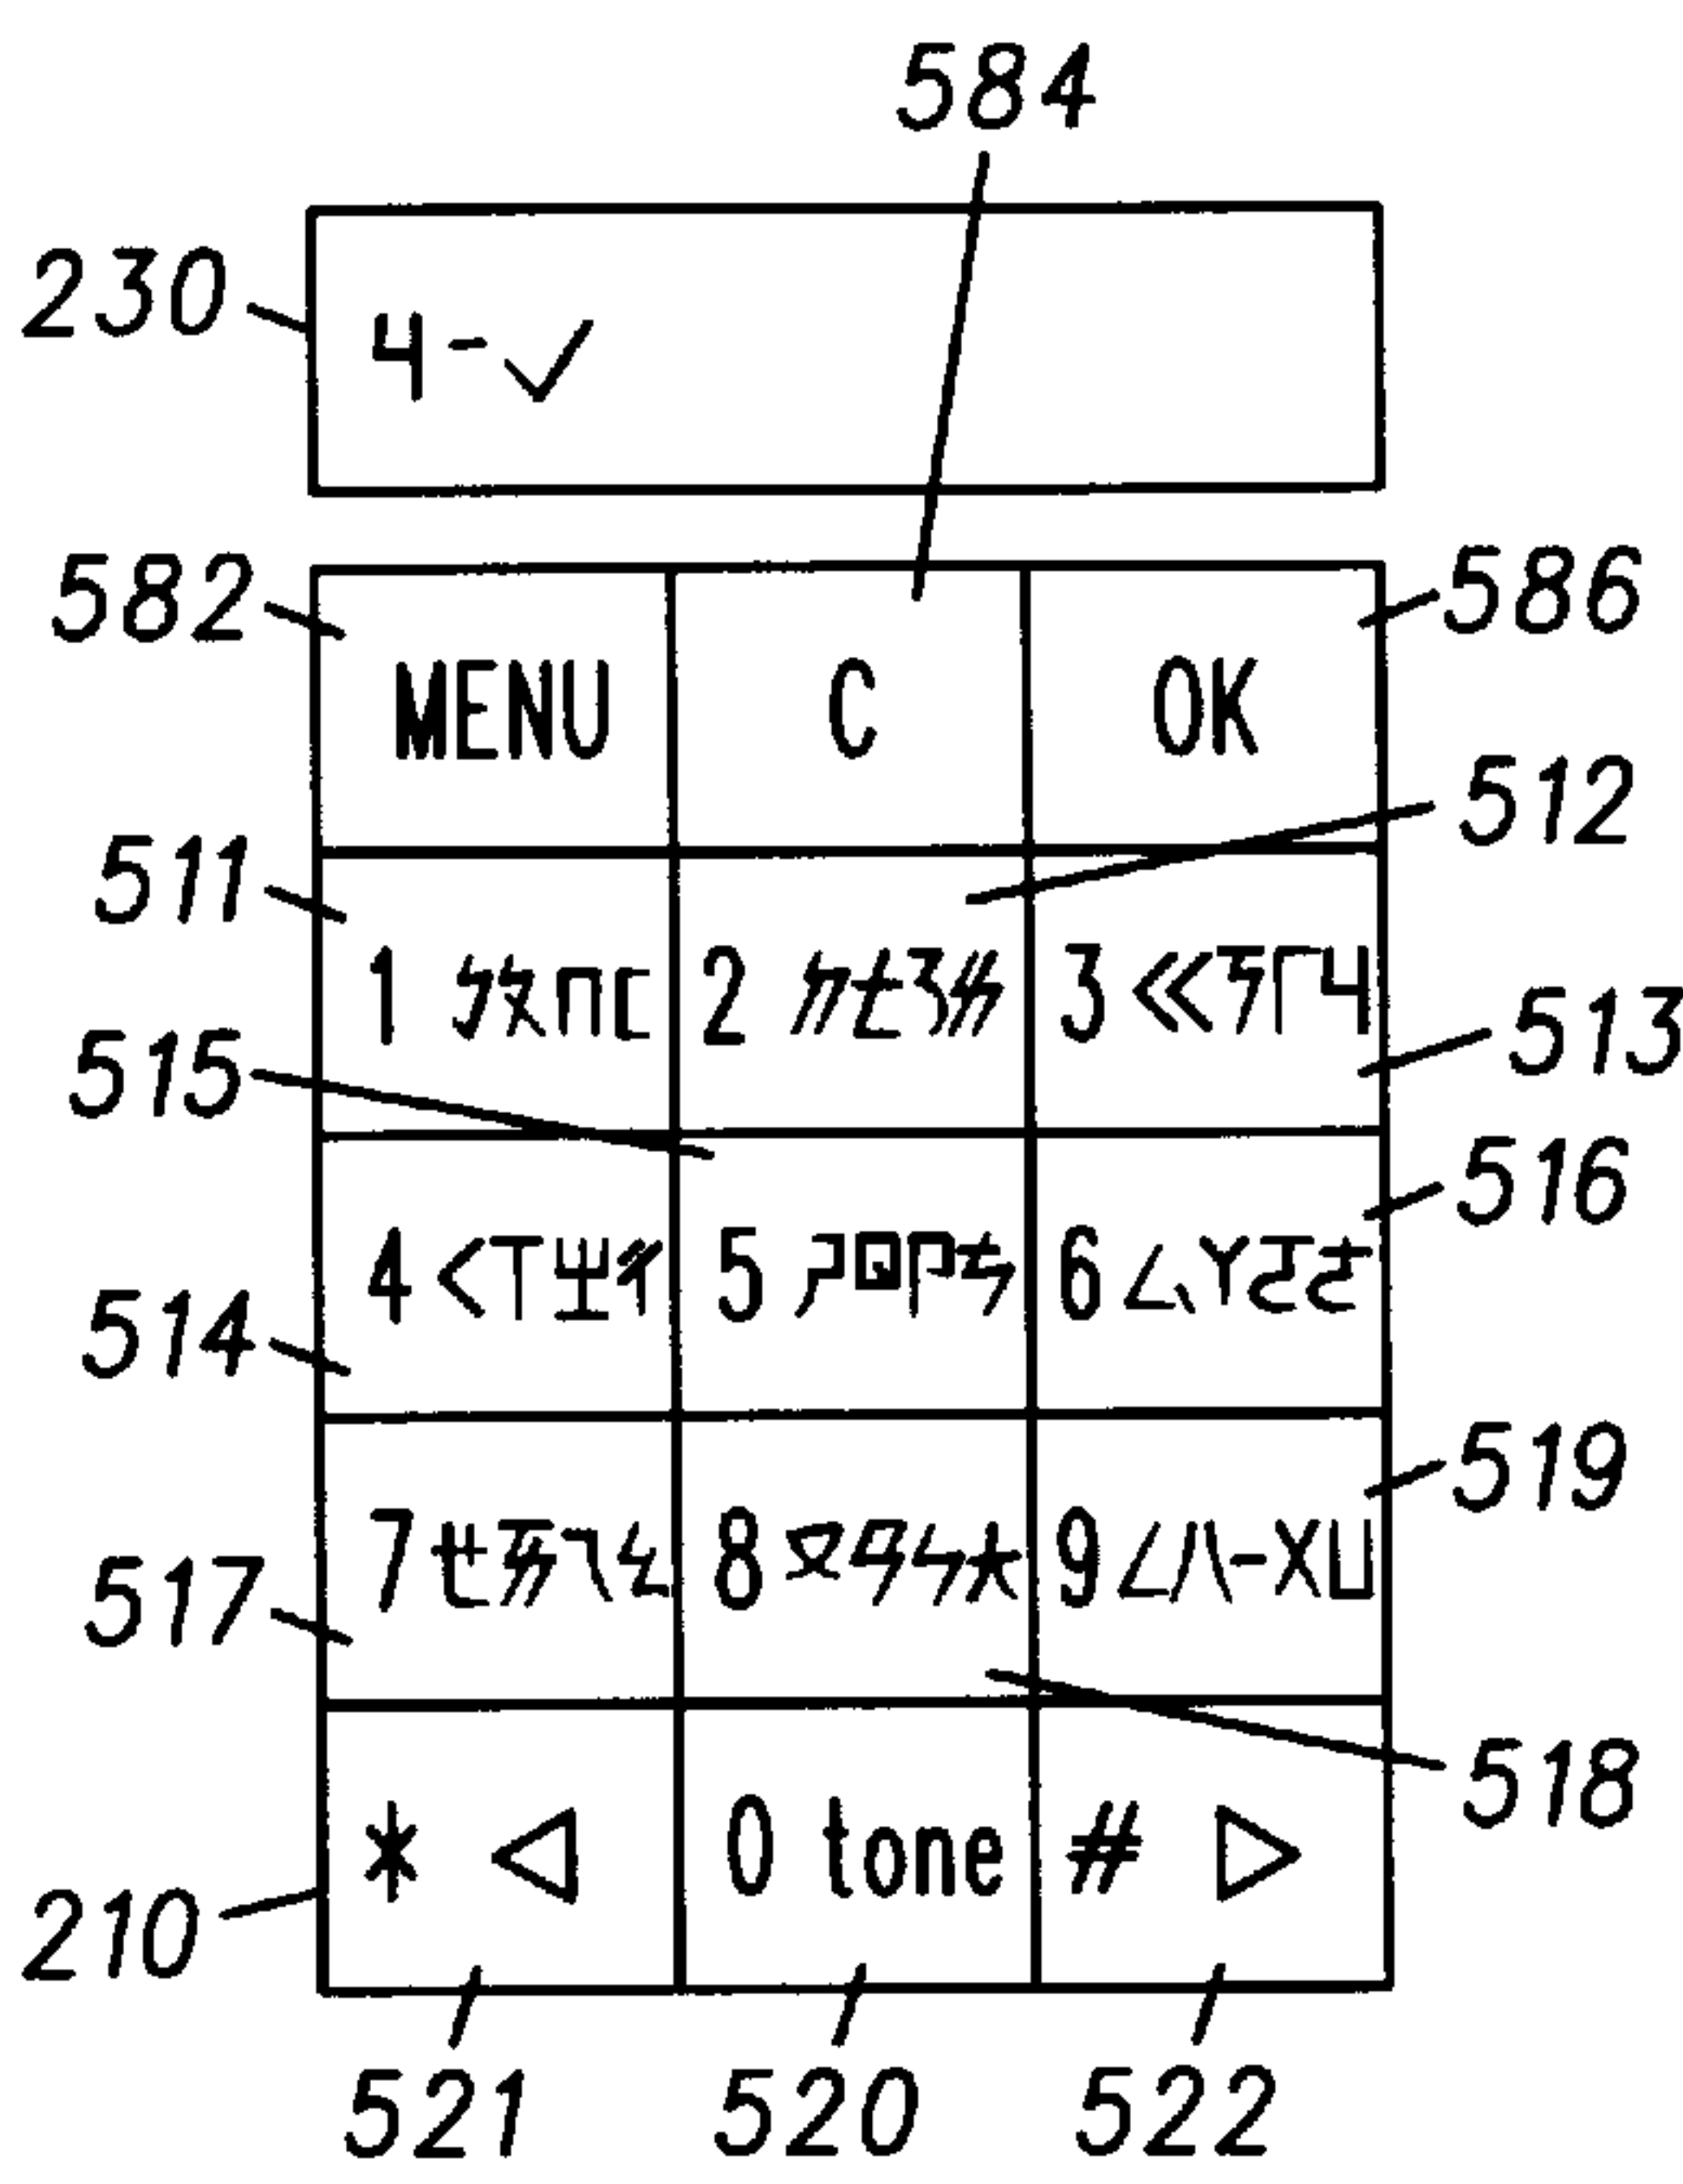 584
230
ㄐㄧˇ
582 586
MENU C OK
512
511
1 ㄅㄆㄇㄈ 2 ㄉㄊㄋㄌ 3 ㄍㄎㄏㄐ
513
515
516
4 ㄑㄒㄓㄔ 5 ㄕㄖㄗㄘ 6 ㄙㄚㄛㄜ
514
519
7 ㄝㄞㄟㄠ 8 ㄡㄢㄣㄤ 9 ㄥㄦㄧㄨㄩ
517
518
* ◁ 0 tone # ▷
210
521 520 522